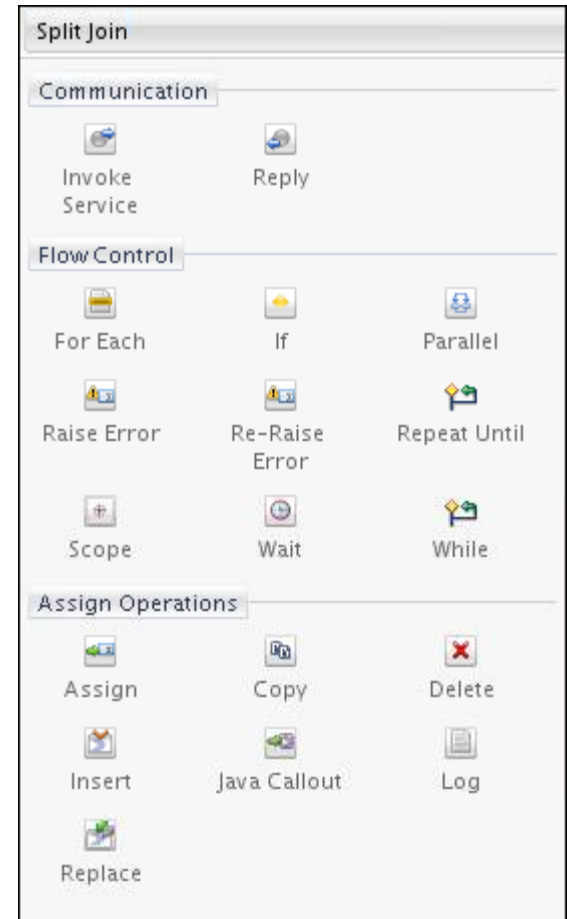 Split Join
Communication
Invoke
Service
Reply
Flow Control
For Each
If
Parallel
Raise Error
Re-Raise
Error
Repeat Until
Scope
Wait
While
Assign Operations
Assign
Copy
Delete
Insert
Java Callout
Log
Replace